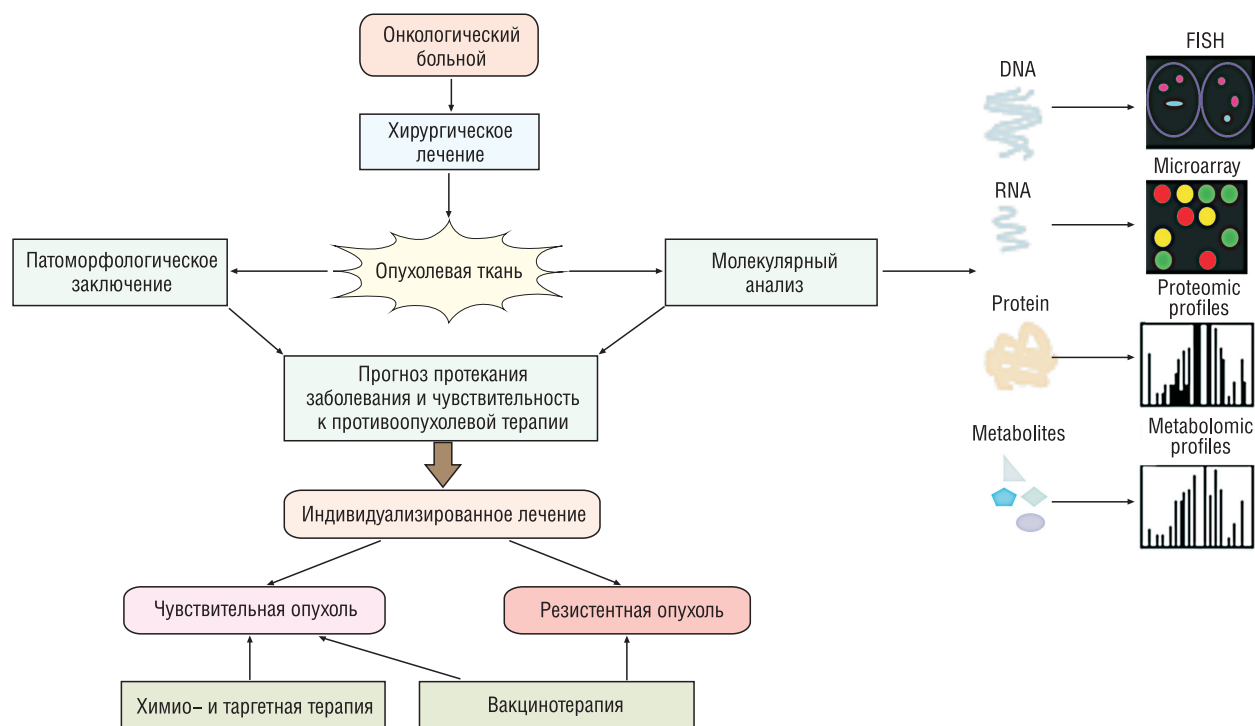 Онкологический
больной
Хирургическое
лечение
Патоморфологическое
заключение
Опухолевая ткань
Молекулярный
анализ
Прогноз протекания
заболевания и чувствительность
к противоопухолевой терапии
Индивидуализированное лечение
Чувствительная опухоль
Резистентная опухоль
Химио– и таргетная терапия
Вакцинотерапия
DNA
FISH
RNA
Microarray
Protein
Proteomic
profiles
Metabolites
Metabolomic
profiles